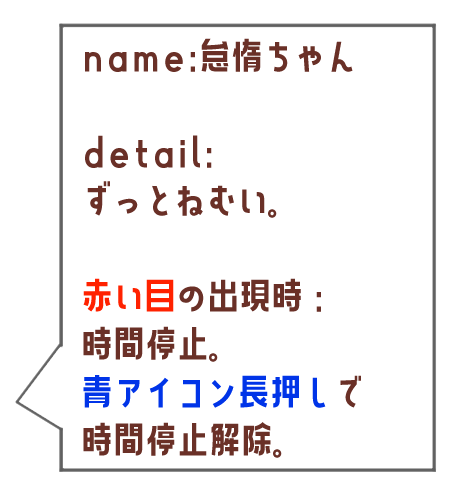 name:怠惰ちゃん
detail:
ずっとねむい。
赤い目の出現時：
時間停止。
青アイコン長押しで
時間停止解除。